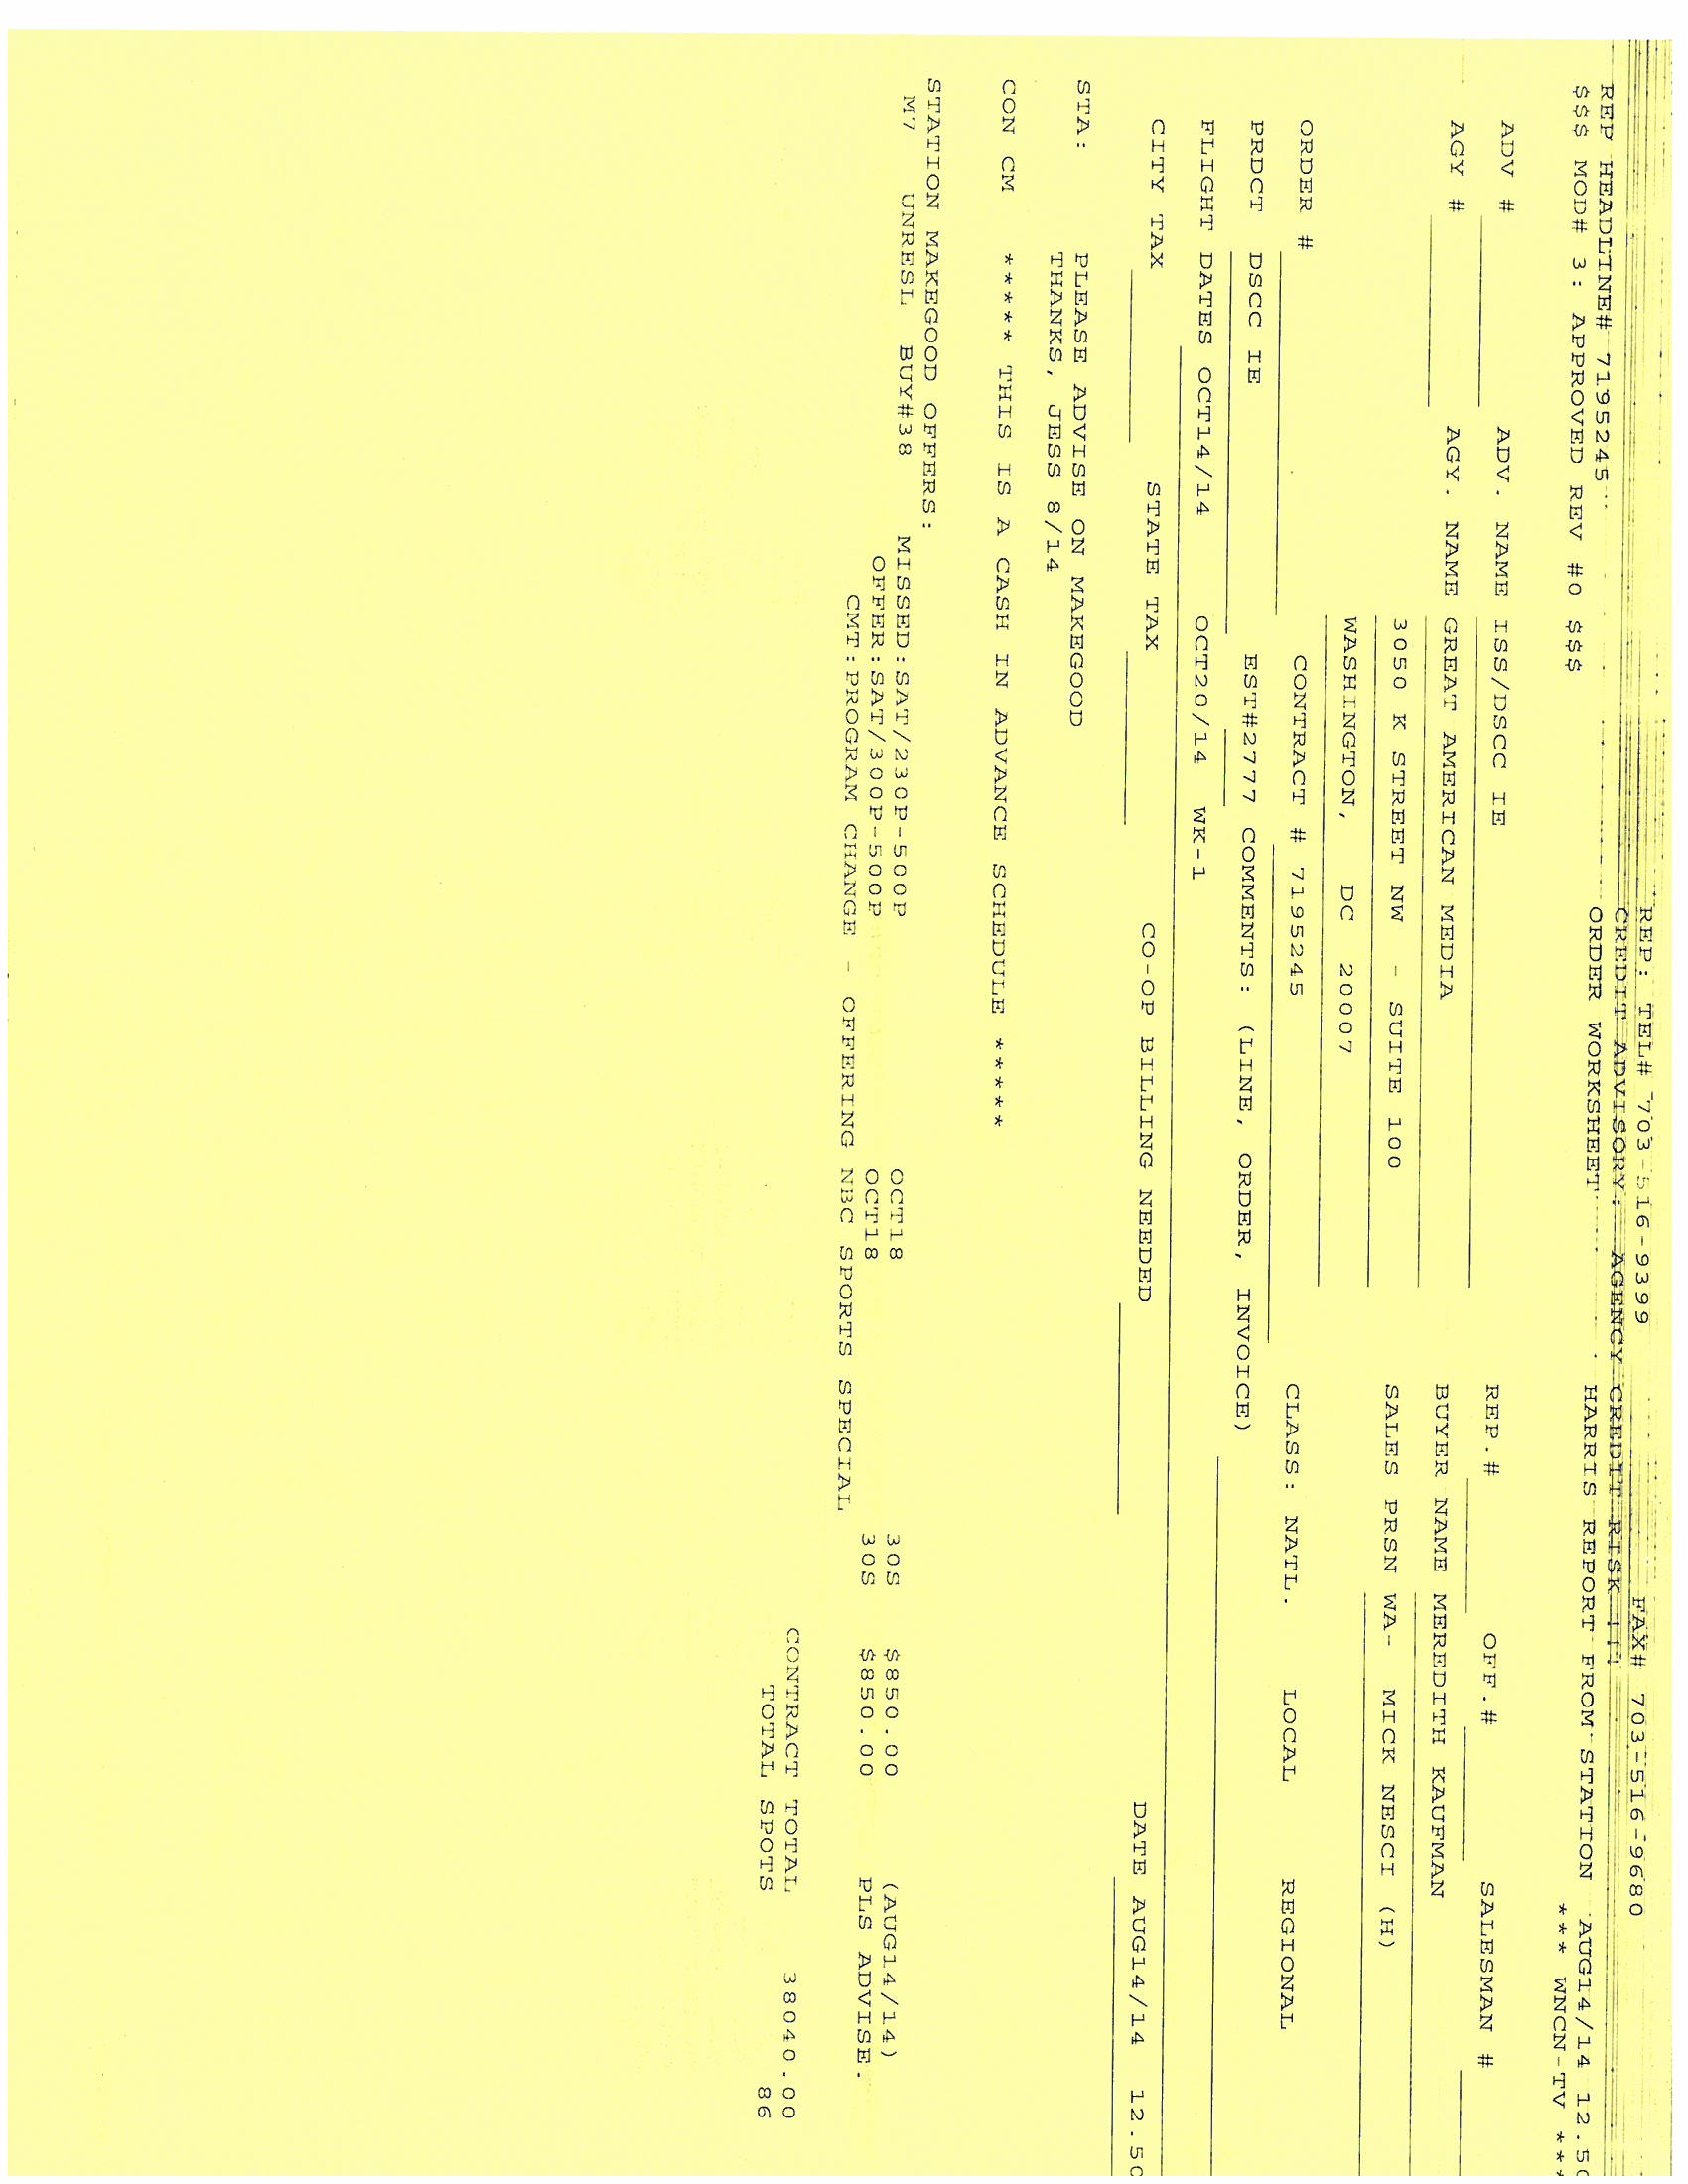 REP: TEL# 703-516-9399 FAX# 703-516-9680
CREDIT ADVISORY: AGENCY CREDIT RISK !!!
REP HEADLINE# 7195245 ORDER WORKSHEET HARRIS REPORT FROM STATION AUG14/14 12.50
$$$ MOD# 3: APPROVED REV #0 $$$ *** WNCN-TV ***
ADV # ADV. NAME ISS/DSCC IE REP.# OFF.# SALESMAN #
AGY # AGY. NAME GREAT AMERICAN MEDIA BUYER NAME MEREDITH KAUFMAN
3050 K STREET NW - SUITE 100 SALES PRSN WA- MICK NESCI (H)
WASHINGTON, DC 20007
ORDER # CONTRACT # 7195245 CLASS: NATL. LOCAL REGIONAL
PRDCT DSCC IE EST#2777 COMMENTS: (LINE, ORDER, INVOICE)
FLIGHT DATES OCT14/14 OCT20/14 WK-1
CITY TAX STATE TAX CO-OP BILLING NEEDED DATE AUG14/14 12.50
STA: PLEASE ADVISE ON MAKEGOOD
THANKS, JESS 8/14
CON CM ***** THIS IS A CASH IN ADVANCE SCHEDULE *****
STATION MAKEGOOD OFFERS:
M7 UNRESL BUY#38 MISSED:SAT/230P-500P OCT18 30S $850.00 (AUG14/14)
OFFER:SAT/300P-500P OCT18 30S $850.00 PLS ADVISE.
CMT:PROGRAM CHANGE - OFFERING NBC SPORTS SPECIAL
CONTRACT TOTAL 38040.00
TOTAL SPOTS 86